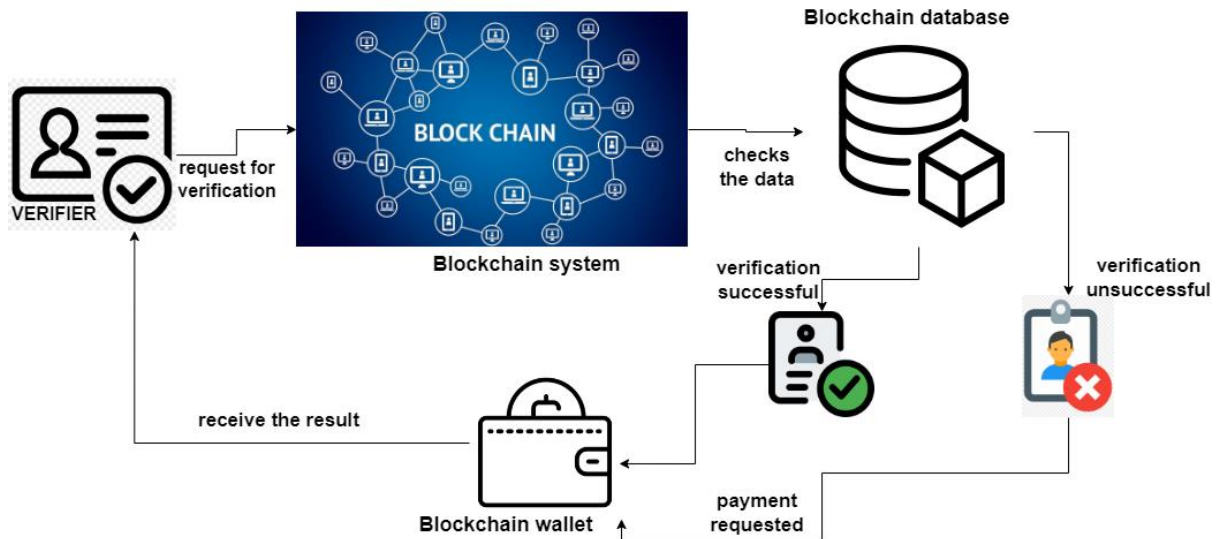 Blockchain database
BLOCK CHAIN
request for
verification
VERIFIER
checks
the data
Blockchain system
verification
successful
verification
unsuccessful
receive the result
payment
requested
Blockchain wallet